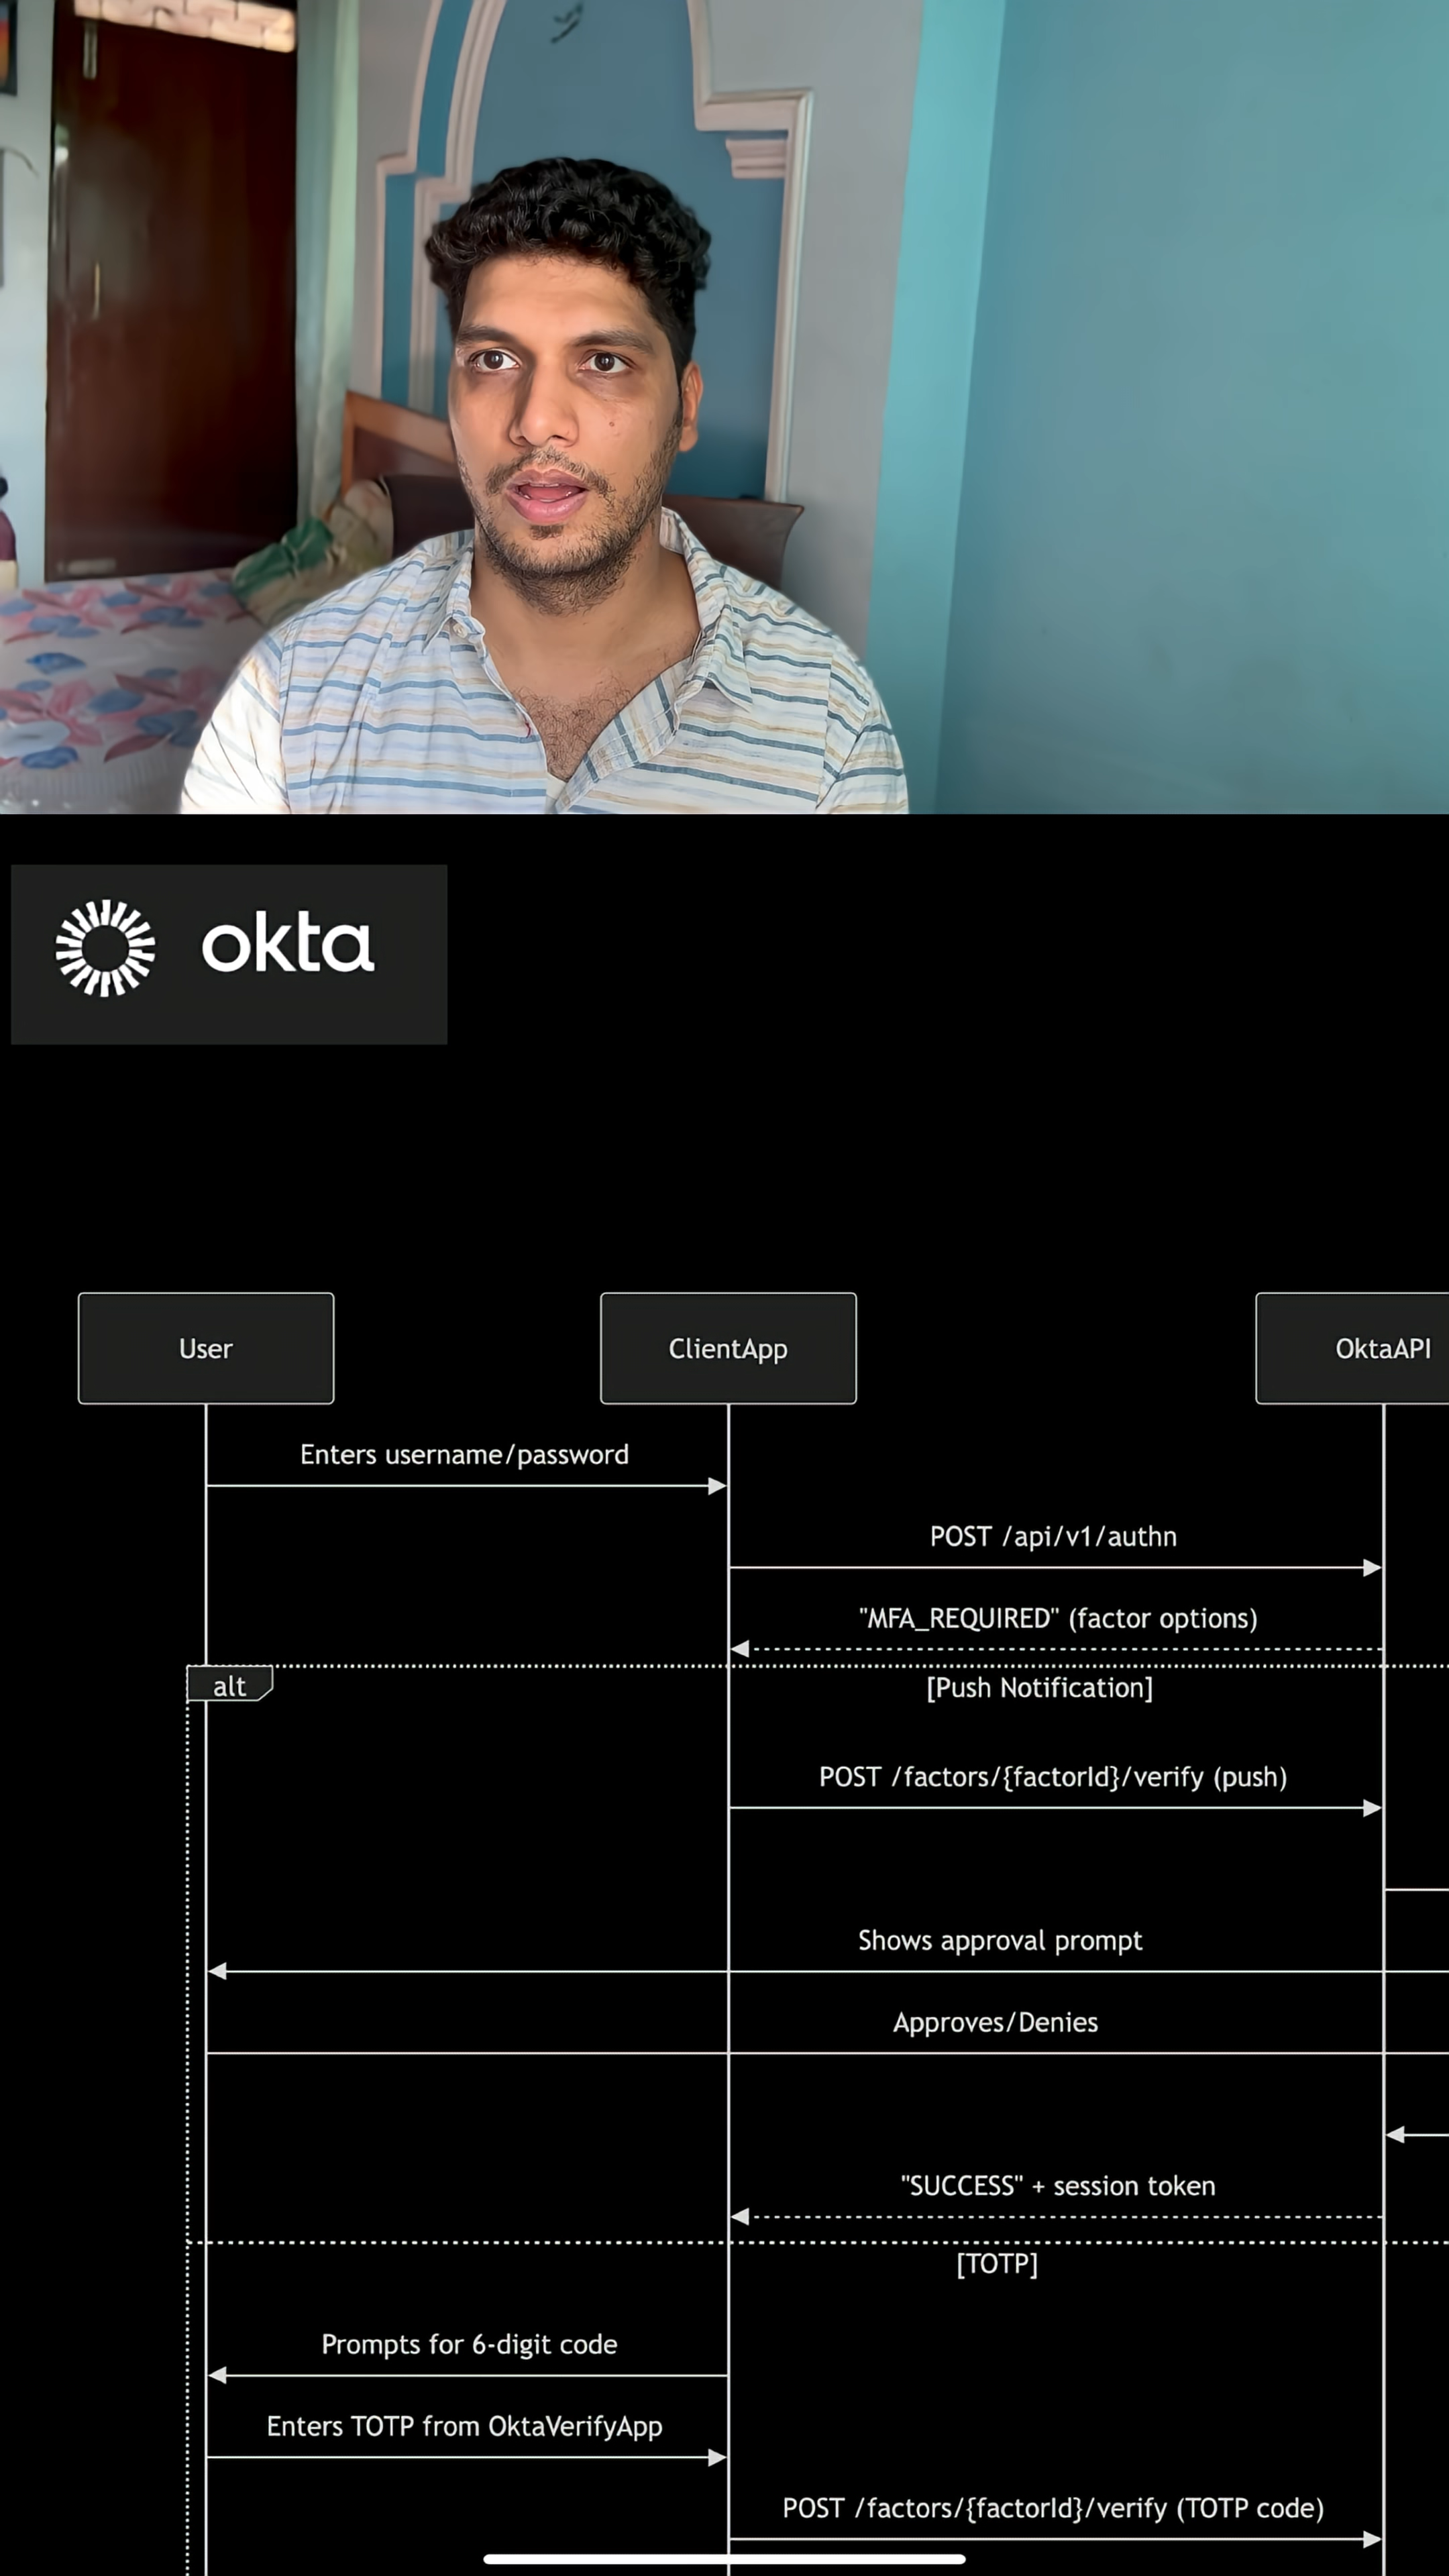 okta
User
ClientApp
OktaAPI
Enters username/password
POST /api/v1/authn
"MFA_REQUIRED" (factor options)
alt
[Push Notification]
POST /factors/{factorId}/verify (push)
Shows approval prompt
Approves/Denies
"SUCCESS" + session token
[TOTP]
Prompts for 6-digit code
Enters TOTP from OktaVerifyApp
POST /factors/{factorId}/verify (TOTP code)